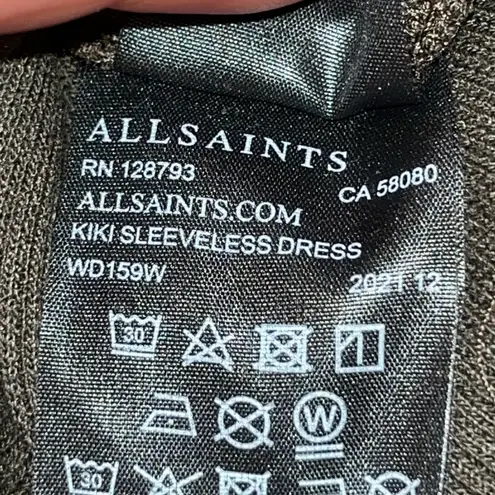 ALLSAINTS
RN 128793 CA 58080
ALLSAINTS.COM
KIKI SLEEVELESS DRESS
WD159W 2021 12
30
W
30